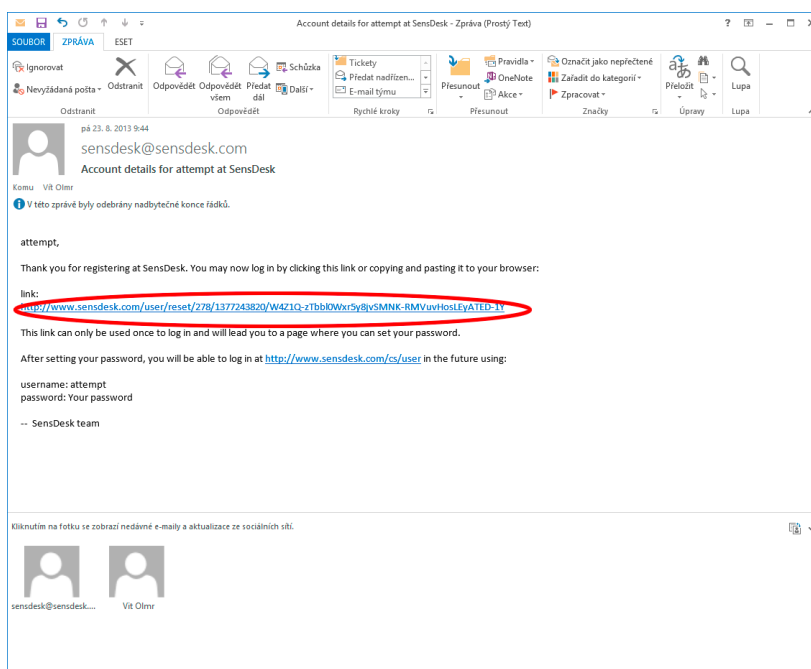 Account details for attempt at SensDesk - Zpráva (Prostý Text)
SOUBOR ZPRÁVA ESET
Ignorovat
Nevyžádaná pošta
Odstranit
Odpovědět
Odpovědět všem
Předat dál
Schůzka
Další
Tickety
Předat nadřízen...
E-mail týmu
Přesunout
Pravidla
OneNote
Akce
Označit jako nepřečtené
Zařadit do kategorií
Zpracovat
Přeložit
Lupa
Odstranit Odpovědět Rychlé kroky Přesunout Značky Úpravy Lupa
pá 23. 8. 2013 9:44
sensdesk@sensdesk.com
Account details for attempt at SensDesk
Komu Vít Olmr
V této zprávě byly odebrány nadbytečné konce řádků.
attempt,
Thank you for registering at SensDesk. You may now log in by clicking this link or copying and pasting it to your browser:
link:
http://www.sensdesk.com/user/reset/278/1377243820/W4Z1Q-zTbbl0Wxr5y8jvSMNK-RMVuvHosLEyATED-1Y
This link can only be used once to log in and will lead you to a page where you can set your password.
After setting your password, you will be able to log in at http://www.sensdesk.com/cs/user in the future using:
username: attempt
password: Your password
-- SensDesk team
Kliknutím na fotku se zobrazí nedávné e-maily a aktualizace ze sociálních sítí.
sensdesk@sensdesk.... Vít Olmr